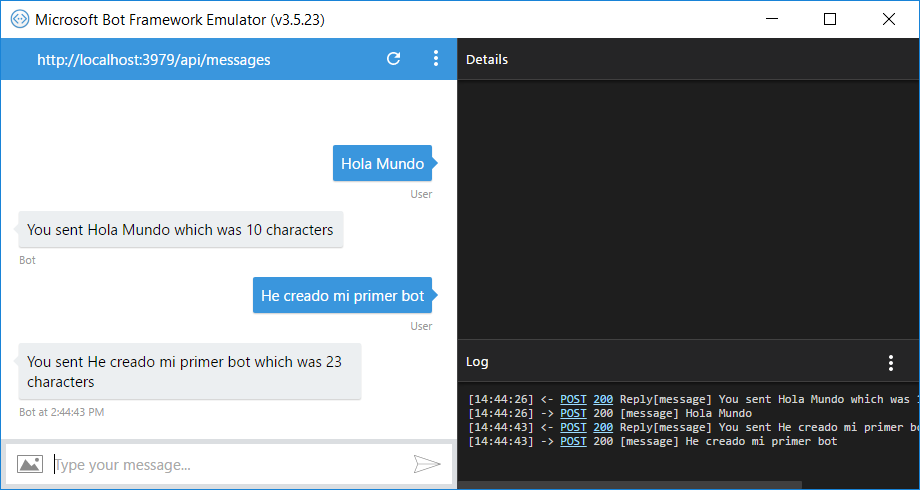 Microsoft Bot Framework Emulator (v3.5.23)
http://localhost:3979/api/messages
Hola Mundo
User
You sent Hola Mundo which was 10 characters
Bot
He creado mi primer bot
User
You sent He creado mi primer bot which was 23
characters
Bot at 2:44:43 PM
Type your message...
Details
Log
[14:44:26] <- POST 200 Reply[message] You sent Hola Mundo which was
[14:44:26] -> POST 200 [message] Hola Mundo
[14:44:43] <- POST 200 Reply[message] You sent He creado mi primer
[14:44:43] -> POST 200 [message] He creado mi primer bot